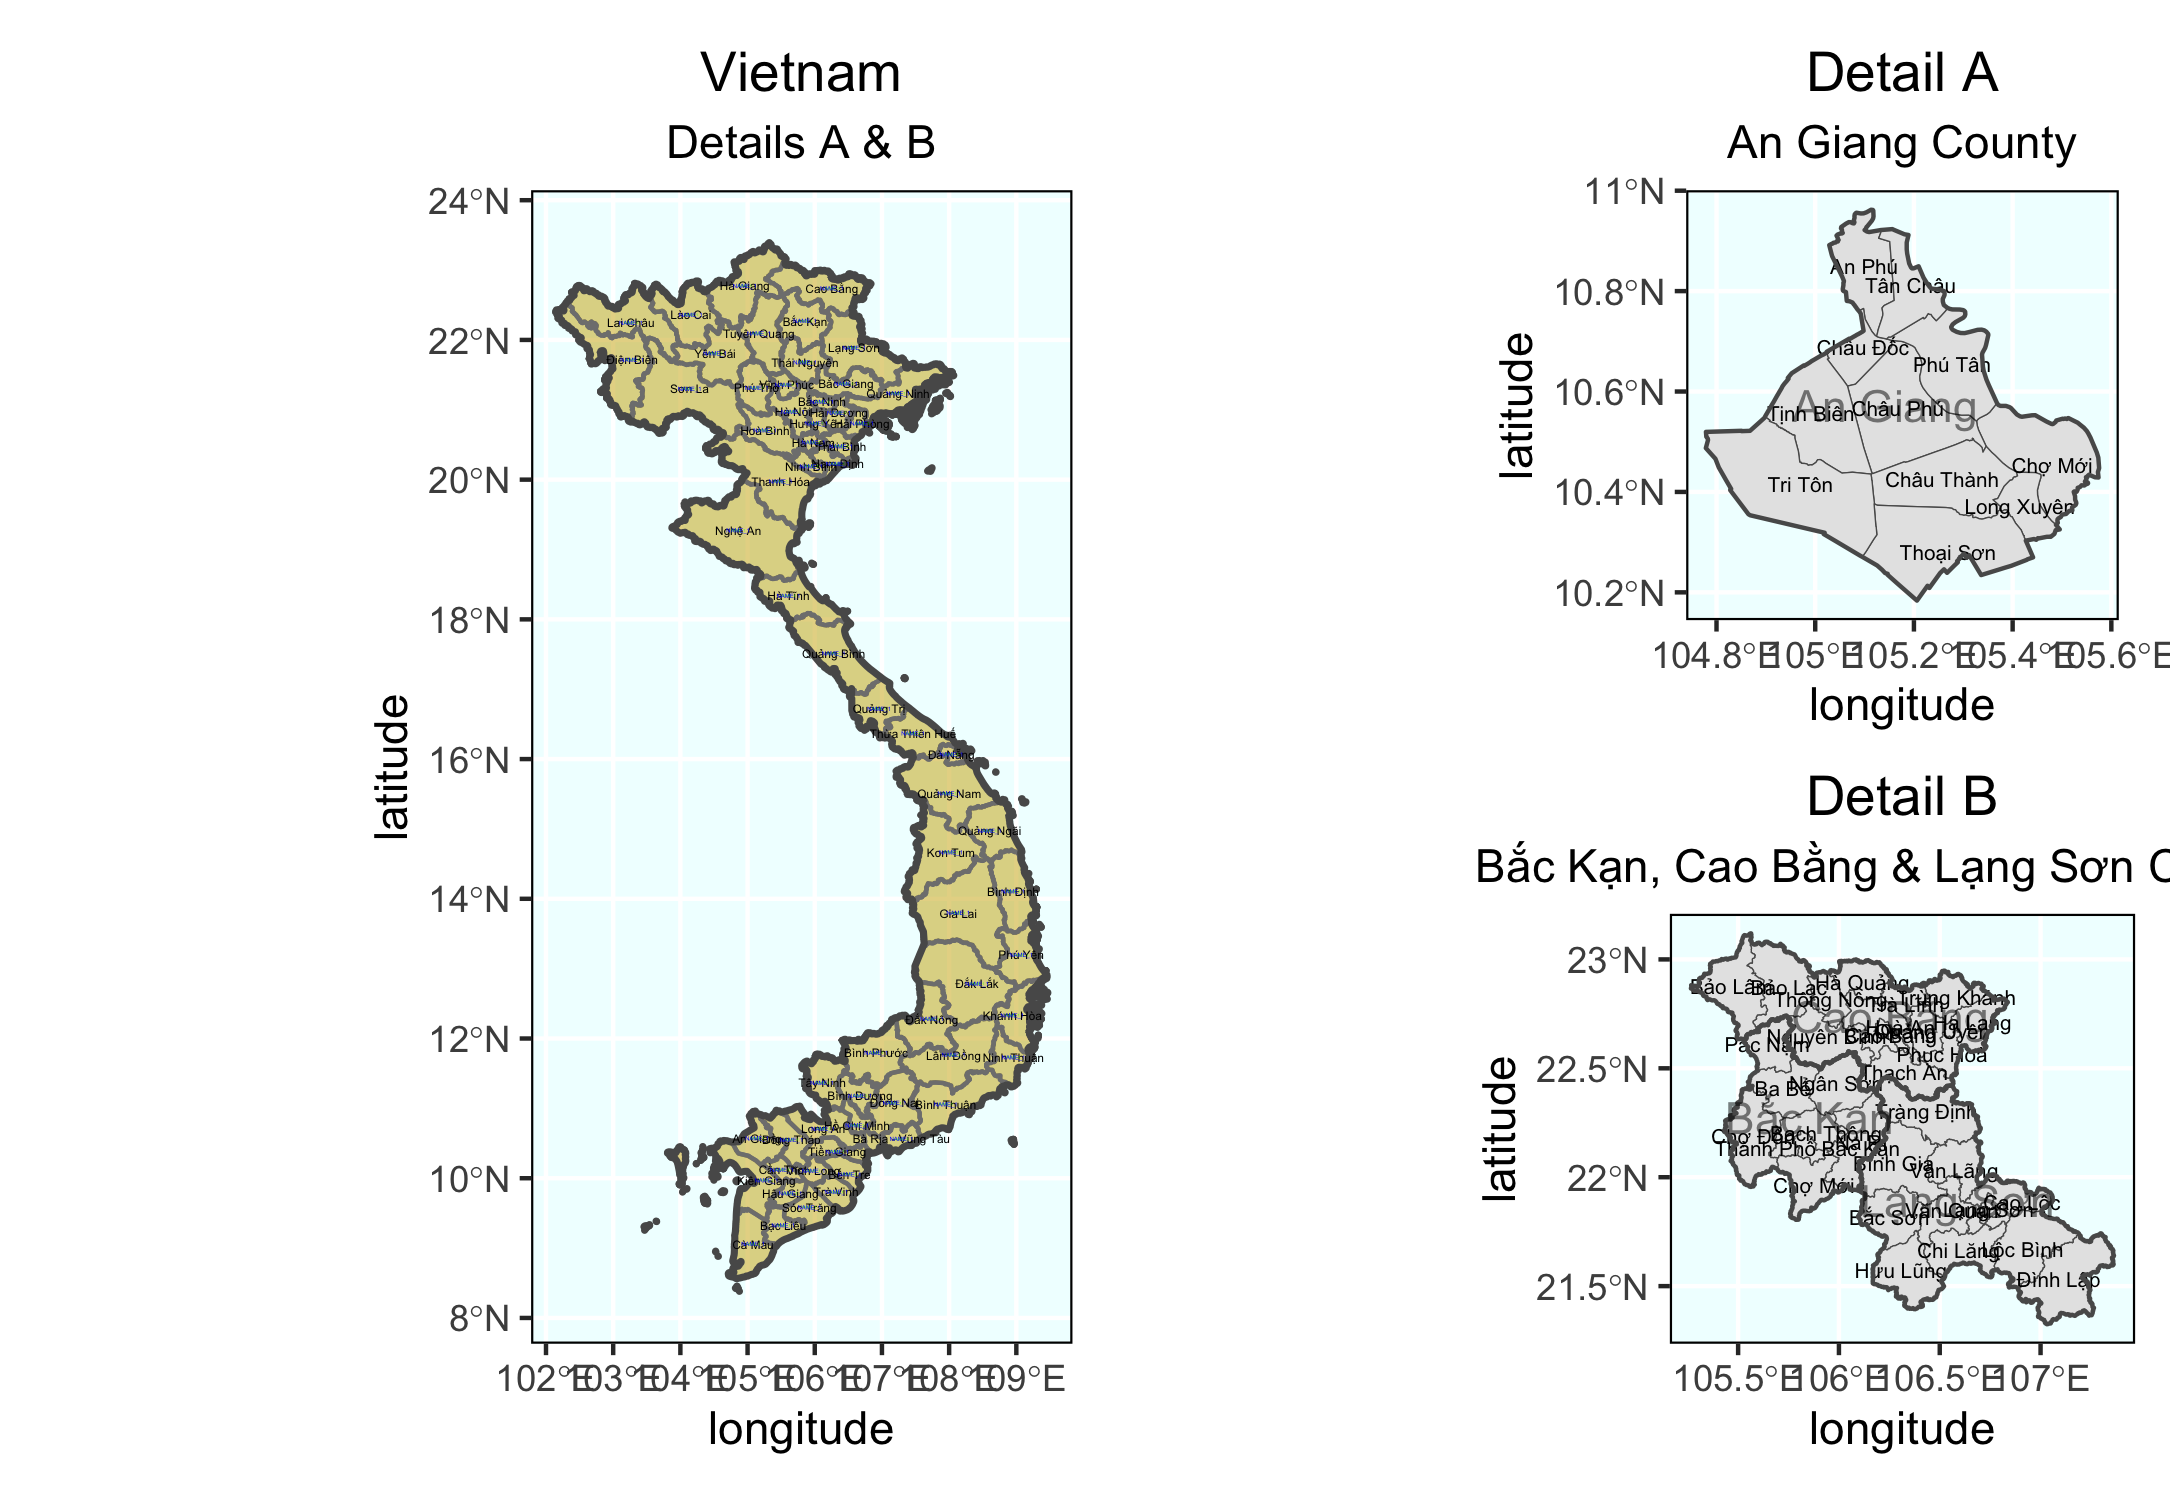 Vietnam
Details A & B
24°N
22°N
20°N
18°N
16°N
14°N
12°N
10°N
8°N
latitude
Hà Giang
Cao Bằng
Lào Cai
Lai Châu
Bắc Kạn
Tuyên Quang
Lạng Sơn
Yên Bái
Điện Biên
Thái Nguyên
Sơn La
Phú Thọ
Vĩnh Phúc
Bắc Giang
Quảng Ninh
Bắc Ninh
Hà Nội
Hải Dương
Hưng Yên
Hải Phòng
Hoà Bình
Hà Nam
Thái Bình
Ninh Bình
Nam Định
Thanh Hóa
Nghệ An
Hà Tĩnh
Quảng Bình
Quảng Trị
Thừa Thiên Huế
Đà Nẵng
Quảng Nam
Quảng Ngãi
Kon Tum
Bình Định
Gia Lai
Phú Yên
Đắk Lắk
Khánh Hòa
Đắk Nông
Bình Phước
Lâm Đồng
Ninh Thuận
Tây Ninh
Bình Dương
Đồng Nai
Bình Thuận
Hồ Chí Minh
Long An
An Giang
Đồng Tháp
Bà Rịa - Vũng Tàu
Tiền Giang
Cần Thơ
Vĩnh Long
Bến Tre
Kiên Giang
Hậu Giang
Trà Vinh
Sóc Trăng
Bạc Liêu
Cà Mau
102°E 103°E 104°E 105°E 106°E 107°E 108°E 109°E
longitude
Detail A
An Giang County
11°N
10.8°N
10.6°N
10.4°N
10.2°N
latitude
An Phú
Tân Châu
Châu Đốc
Phú Tân
An Giang
Tịnh Biên
Châu Phú
Chợ Mới
Tri Tôn
Châu Thành
Long Xuyên
Thoại Sơn
104.8°E 105°E 105.2°E 105.4°E 105.6°E
longitude
Detail B
Bắc Kạn, Cao Bằng & Lạng Sơn C
23°N
22.5°N
22°N
21.5°N
latitude
Bảo Lâm
Bảo Lạc
Hà Quảng
Thông Nông
Trà Lĩnh
Trùng Khánh
Cao Bằng
Hạ Lang
Hoà An
Quảng Uyên
Nguyên Bình
Cao Bằng
Pác Nặm
Phục Hoà
Thạch An
Ngân Sơn
Ba Bể
Bắc Kạn
Tràng Định
Bạch Thông
Chợ Đồn
Na Rì
Thành Phố Bắc Kạn
Bình Gia
Văn Lãng
Chợ Mới
Lạng Sơn
Cao Lộc
Văn Quan
Lạng Sơn
Bắc Sơn
Chi Lăng
Lộc Bình
Hữu Lũng
Đình Lập
105.5°E 106°E 106.5°E 107°E
longitude